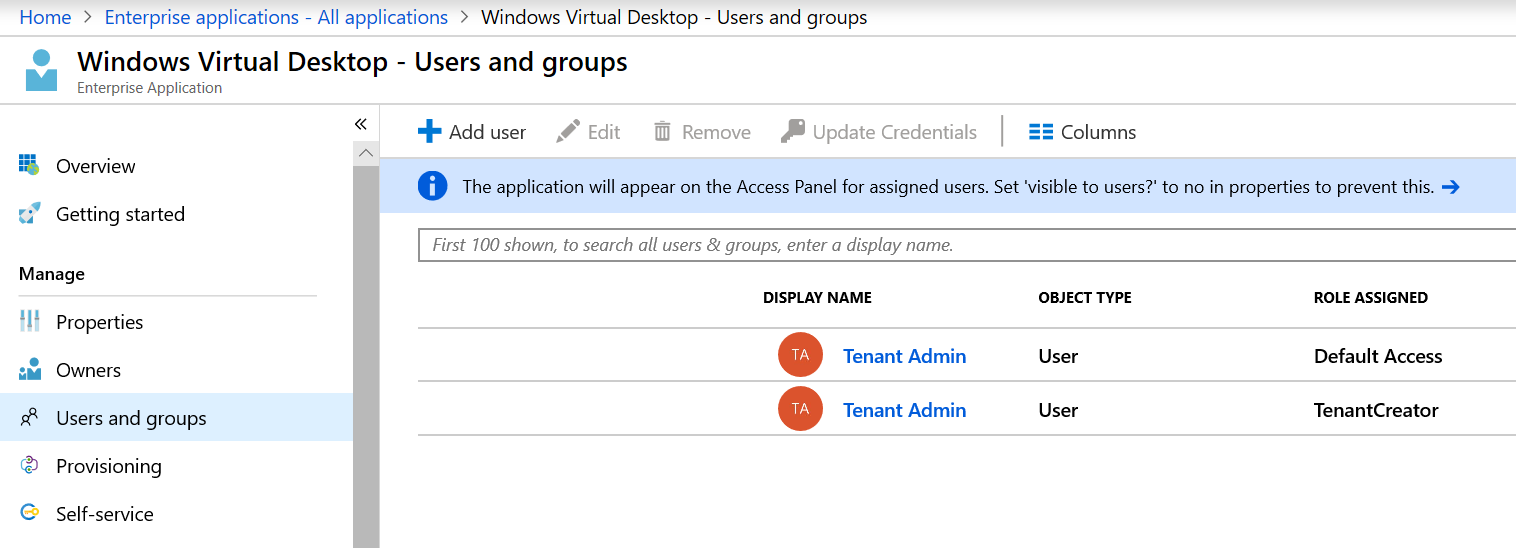 Home > Enterprise applications - All applications > Windows Virtual Desktop - Users and groups
Windows Virtual Desktop - Users and groups
Enterprise Application
Overview
Getting started
Manage
Properties
Owners
Users and groups
Provisioning
Self-service
Add user Edit Remove Update Credentials Columns
The application will appear on the Access Panel for assigned users. Set 'visible to users?' to no in properties to prevent this.
First 100 shown, to search all users & groups, enter a display name.
DISPLAY NAME OBJECT TYPE ROLE ASSIGNED
TA Tenant Admin User Default Access
TA Tenant Admin User TenantCreator